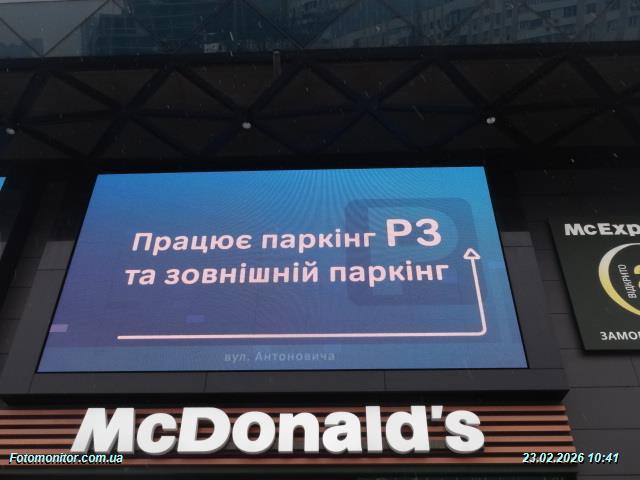 Працює паркінг P3
та зовнішній паркінг
P
вул. Антоновича
McExp
ВІДКРИТО
ЗАМО
McDonald's
Fotomonitor.com.ua
23.02.2026 10:41